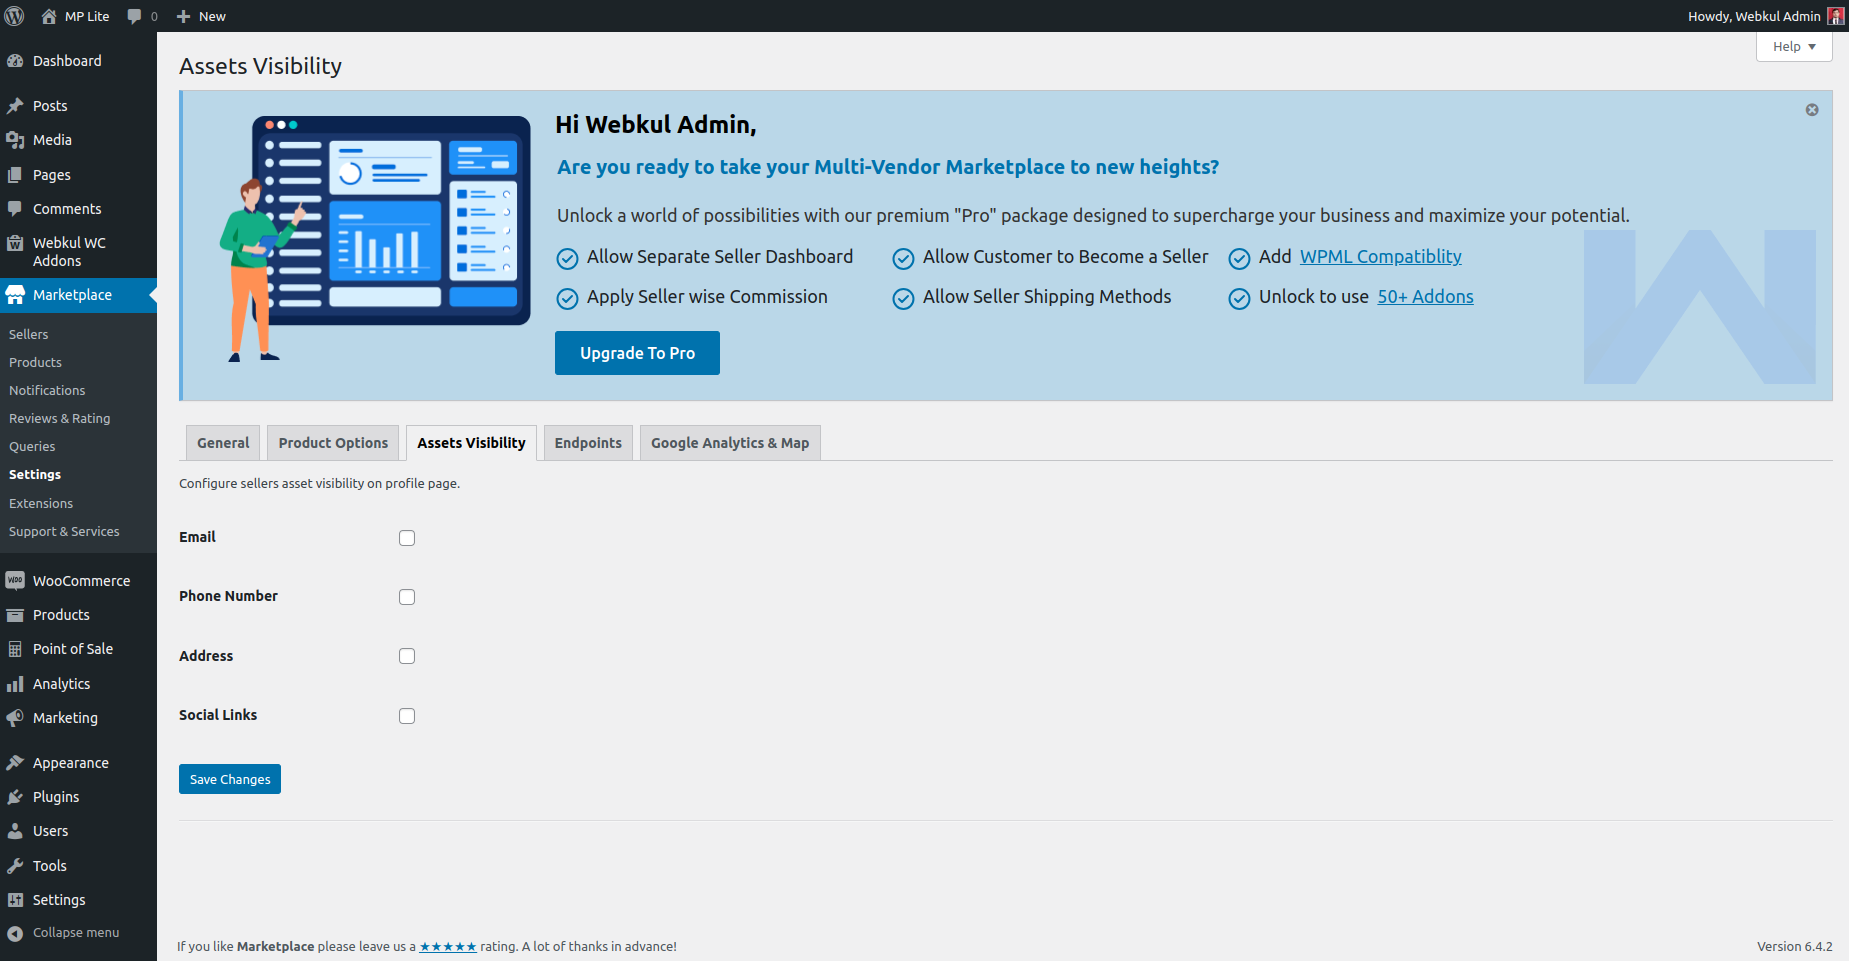 MP Lite
0
New
Howdy, Webkul Admin
Help
Dashboard
Posts
Media
Pages
Comments
Webkul WC
Addons
Marketplace
Sellers
Products
Notifications
Reviews & Rating
Queries
Settings
Extensions
Support & Services
WooCommerce
Products
Point of Sale
Analytics
Marketing
Appearance
Plugins
Users
Tools
Settings
Collapse menu
Assets Visibility
Hi Webkul Admin,
Are you ready to take your Multi-Vendor Marketplace to new heights?
Unlock a world of possibilities with our premium "Pro" package designed to supercharge your business and maximize your potential.
Allow Separate Seller Dashboard
Allow Customer to Become a Seller
Add WPML Compatiblity
Apply Seller wise Commission
Allow Seller Shipping Methods
Unlock to use 50+ Addons
Upgrade To Pro
General
Product Options
Assets Visibility
Endpoints
Google Analytics & Map
Configure sellers asset visibility on profile page.
Email
Phone Number
Address
Social Links
Save Changes
If you like Marketplace please leave us a ★★★★★ rating. A lot of thanks in advance!
Version 6.4.2